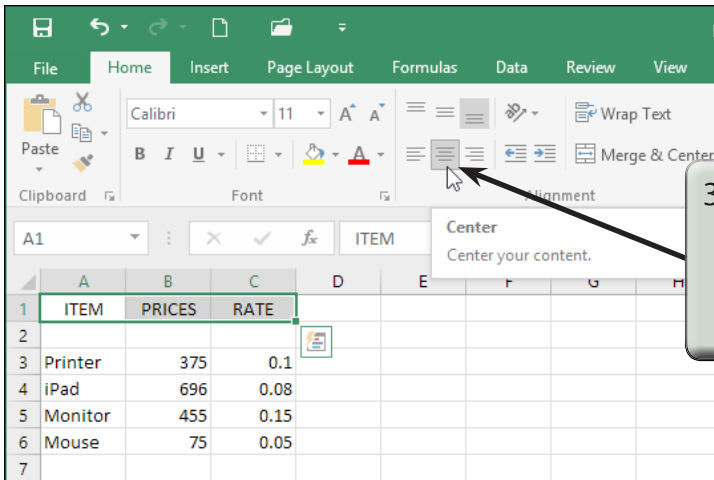 File Home Insert Page Layout Formulas Data Review View
Calibri 11 A A Wrap Text
Paste B I U A Merge & Center
Clipboard Font Alignment
3
A1 fx ITEM
Center
Center your content.
A B C D E F G H
1 ITEM PRICES RATE
2
3 Printer 375 0.1
4 iPad 696 0.08
5 Monitor 455 0.15
6 Mouse 75 0.05
7